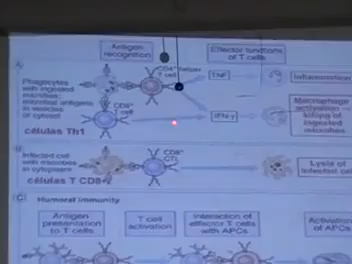 Antigen
recognition
Effector functions
of T cells
A)
CD4+ helper
T cell
TNF
Inflammation
Phagocytes
with ingested
microbes;
microbial antigens
in vesicles
or cytosol
CD8+
T cell
IFN-γ
Macrophage
activation
killing of
ingested
microbes
células Th1
B
Infected cell
with microbes
in cytoplasm
CD8+
CTL
Lysis of
infected cell
células T CD8+
C
Humoral immunity
Antigen
presentation
to T cells
T cell
activation
Interaction of
effector T cells
with APCs
Activation
of APCs